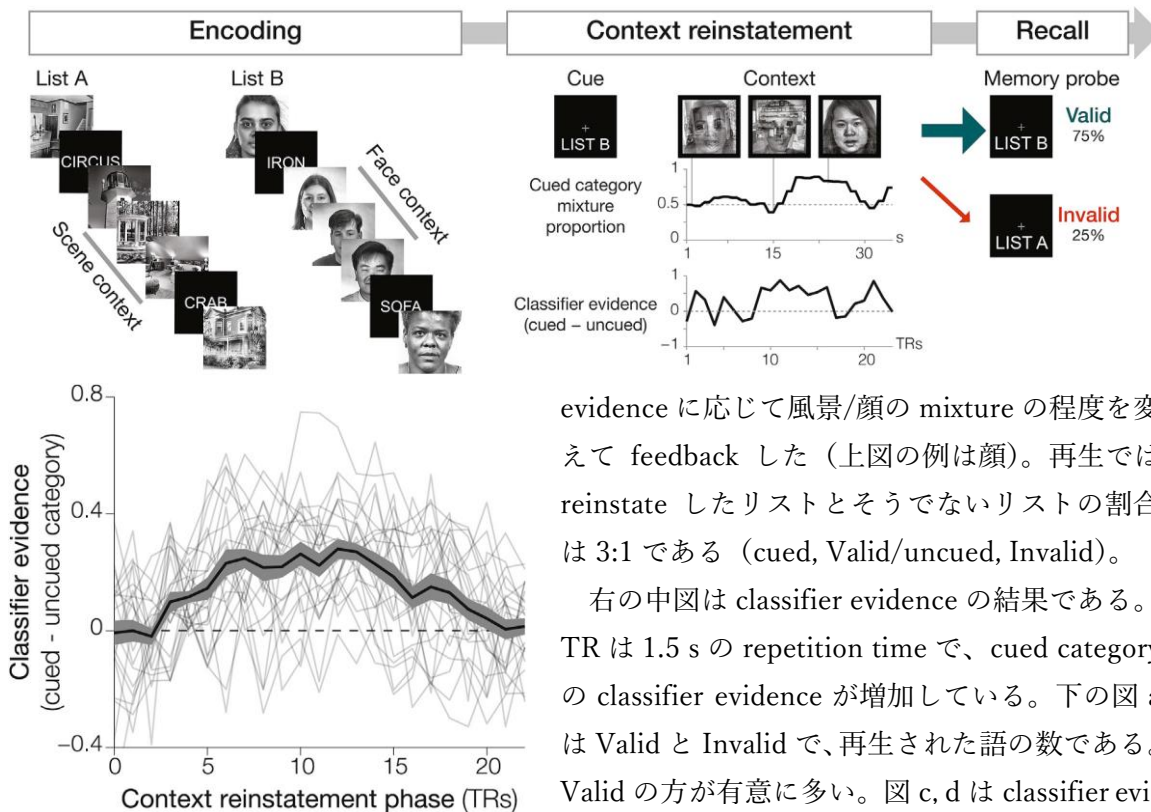 Encoding
Context reinstatement
Recall
List A
List B
CIRCUS
IRON
Scene context
Face context
CRAB
SOFA
Cue
Context
Memory probe
LIST B
Valid
75%
LIST B
Cued category
mixture
proportion
1
0.5
0
1
15
30
s
Invalid
25%
LIST A
Classifier evidence
(cued – uncued)
1
0
−1
1
10
20
TRs
Classifier evidence
(cued - uncued category)
0.8
0.4
0
−0.4
0
5
10
15
20
Context reinstatement phase (TRs)
evidence に応じて風景/顔の mixture の程度を変
えて feedback した（上図の例は顔）。再生では
reinstate したリストとそうでないリストの割合
は 3:1 である（cued, Valid/uncued, Invalid）。
右の中図は classifier evidence の結果である。
TR は 1.5 s の repetition time で、cued category
の classifier evidence が増加している。下の図 a
は Valid と Invalid で、再生された語の数である。
Valid の方が有意に多い。図 c, d は classifier evi